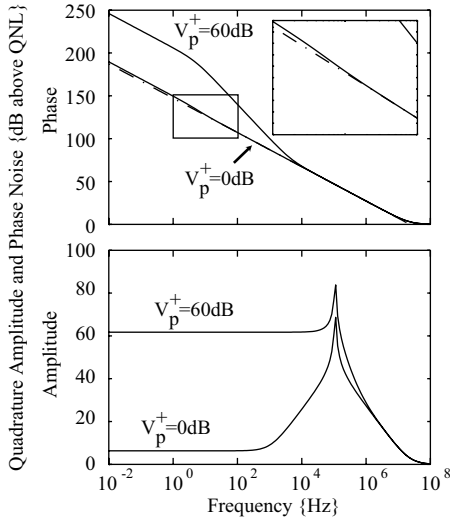 Quadrature Amplitude and Phase Noise {dB above QNL}
Phase
250
200
150
100
50
0
V_p^+=60dB
V_p^+=0dB
Amplitude
100
80
60
40
20
0
V_p^+=60dB
V_p^+=0dB
10^-2 10^0 10^2 10^4 10^6 10^8
Frequency {Hz}